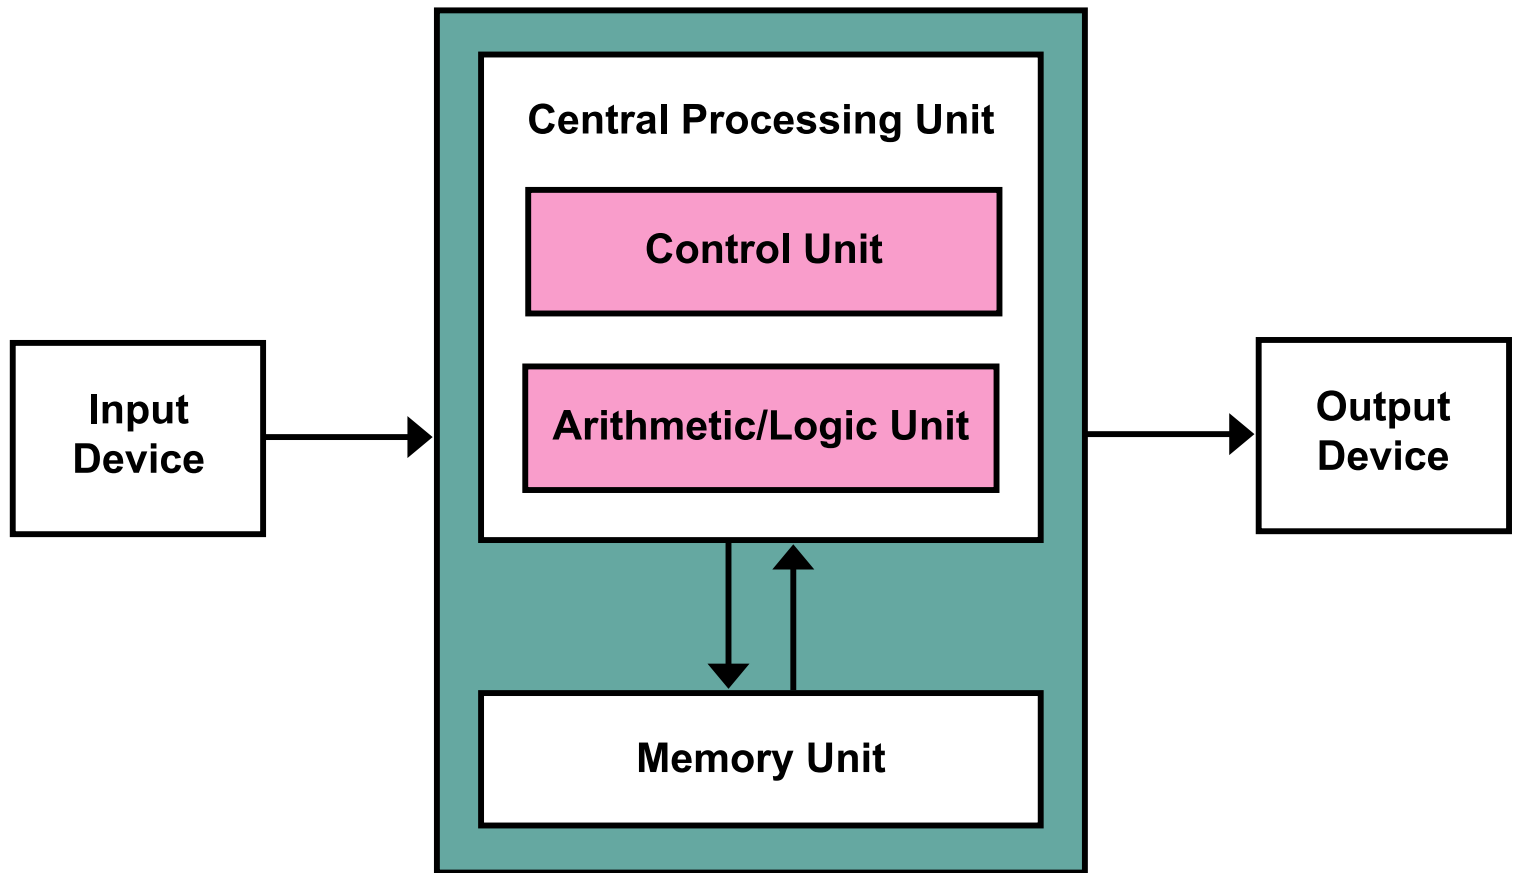 Central Processing Unit
Control Unit
Arithmetic/Logic Unit
Input
Device
Output
Device
Memory Unit